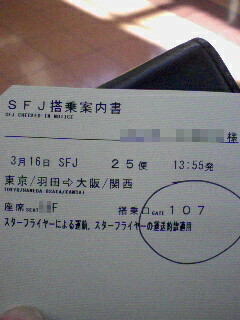 SFJ搭乗案内書
SFJ CHECKED IN NOTICE
様
3月16日 SFJ 25便 13:55発
東京/羽田⇨大阪/関西
TOKYO/HANEDA OSAKA/KANSAI
座席 SEAT F 搭乗口 GATE 107
スターフライヤーによる運航、スターフライヤーの運送約款適用